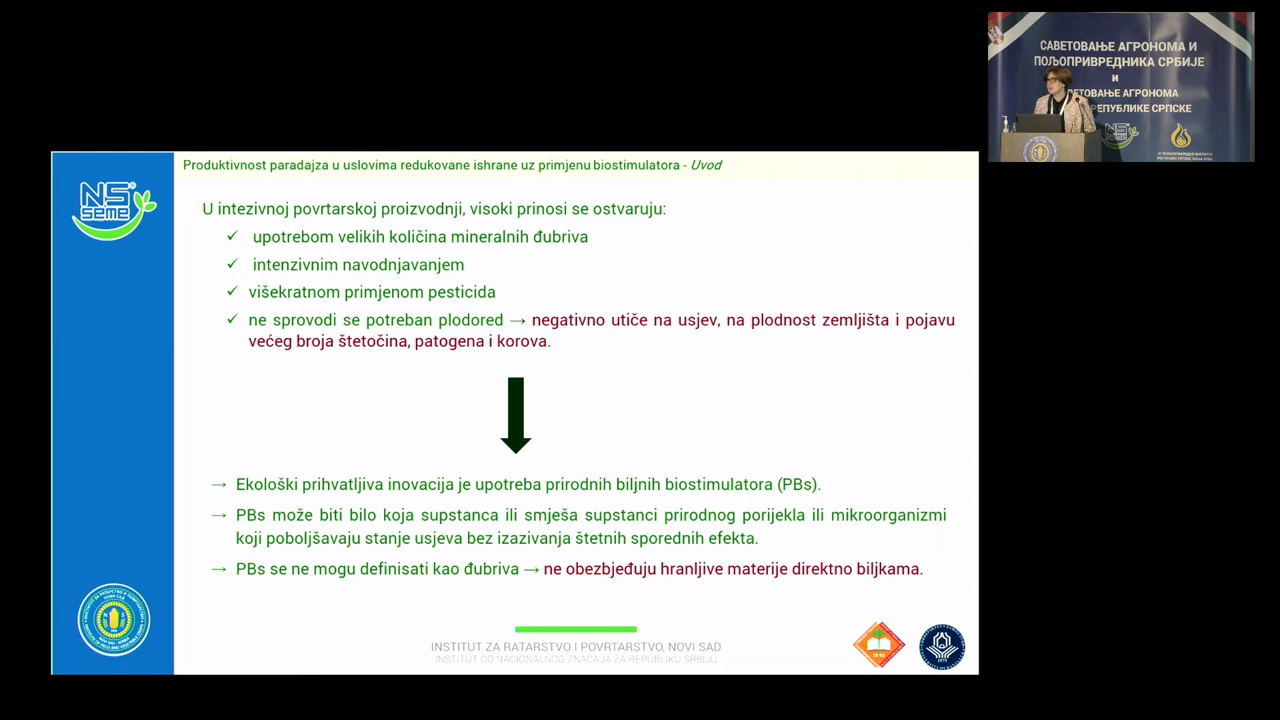 САВЕТОВАЊЕ АГРОНОМА И
ПОЉОПРИВРЕДНИКА СРБИЈЕ
И
САВЕТОВАЊЕ АГРОНОМА
РЕПУБЛИКЕ СРПСКЕ
NS
Produktivnost paradajza u uslovima redukovane ishrane uz primjenu biostimulatora - Uvod
NS®
seme
U intezivnoj povrtarskoj proizvodnji, visoki prinosi se ostvaruju:
✓ upotrebom velikih količina mineralnih đubriva
✓ intenzivnim navodnjavanjem
✓ višekratnom primjenom pesticida
✓ ne sprovodi se potreban plodored → negativno utiče na usjev, na plodnost zemljišta i pojavu
većeg broja štetočina, patogena i korova.
→ Ekološki prihvatljiva inovacija je upotreba prirodnih biljnih biostimulatora (PBs).
→ PBs može biti bilo koja supstanca ili smješa supstanci prirodnog porijekla ili mikroorganizmi
koji poboljšavaju stanje usjeva bez izazivanja štetnih sporednih efekta.
→ PBs se ne mogu definisati kao đubriva → ne obezbjeđuju hranljive materije direktno biljkama.
INSTITUT ZA RATARSTVO I POVRTARSTVO, NOVI SAD
INSTITUT OD NACIONALNOG ZNAČAJA ZA REPUBLIKU SRBIJU
1975